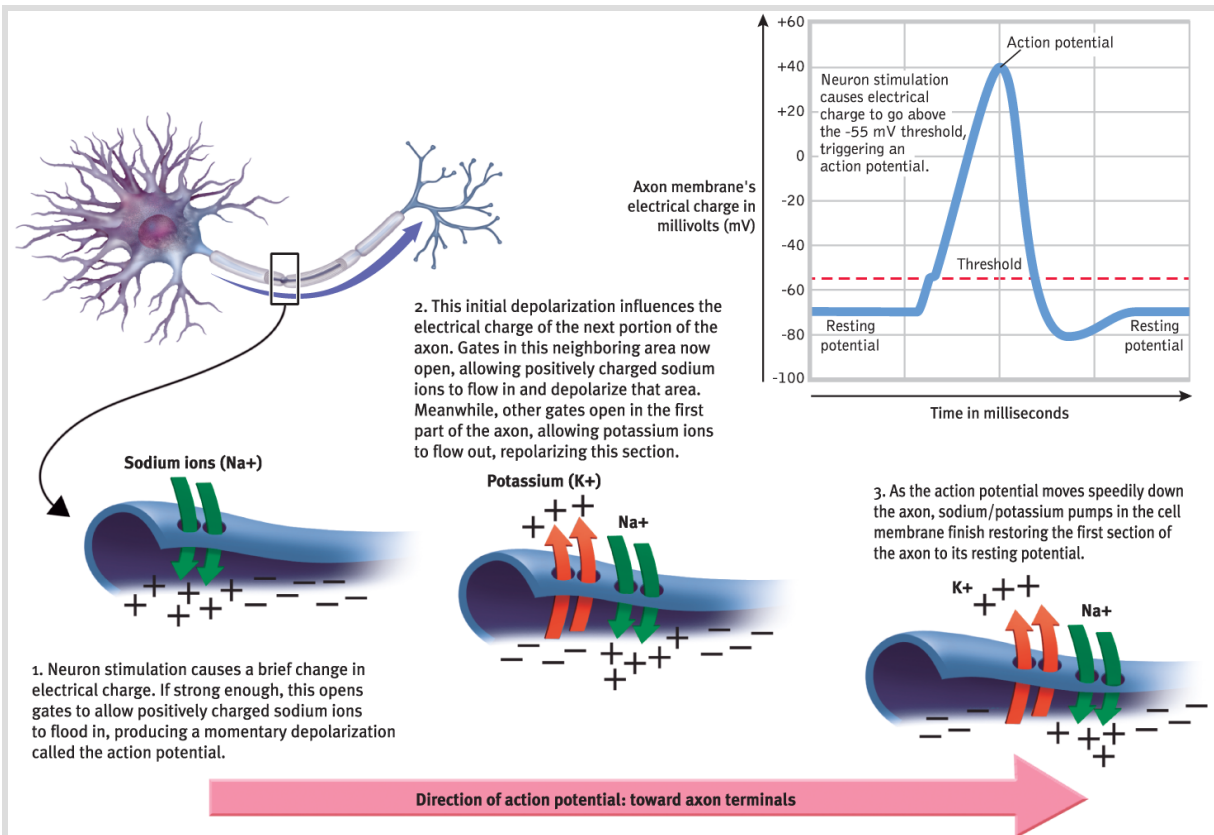 +60
+40
+20
0
-20
-40
-60
-80
-100
Action potential
Neuron stimulation
causes electrical
charge to go above
the -55 mV threshold,
triggering an
action potential.
Axon membrane's
electrical charge in
millivolts (mV)
Threshold
Resting
potential
Resting
potential
Time in milliseconds
2. This initial depolarization influences the
electrical charge of the next portion of the
axon. Gates in this neighboring area now
open, allowing positively charged sodium
ions to flow in and depolarize that area.
Meanwhile, other gates open in the first
part of the axon, allowing potassium ions
to flow out, repolarizing this section.
Sodium ions (Na+)
Potassium (K+)
Na+
3. As the action potential moves speedily down
the axon, sodium/potassium pumps in the cell
membrane finish restoring the first section of
the axon to its resting potential.
K+
Na+
1. Neuron stimulation causes a brief change in
electrical charge. If strong enough, this opens
gates to allow positively charged sodium ions
to flood in, producing a momentary depolarization
called the action potential.
Direction of action potential: toward axon terminals